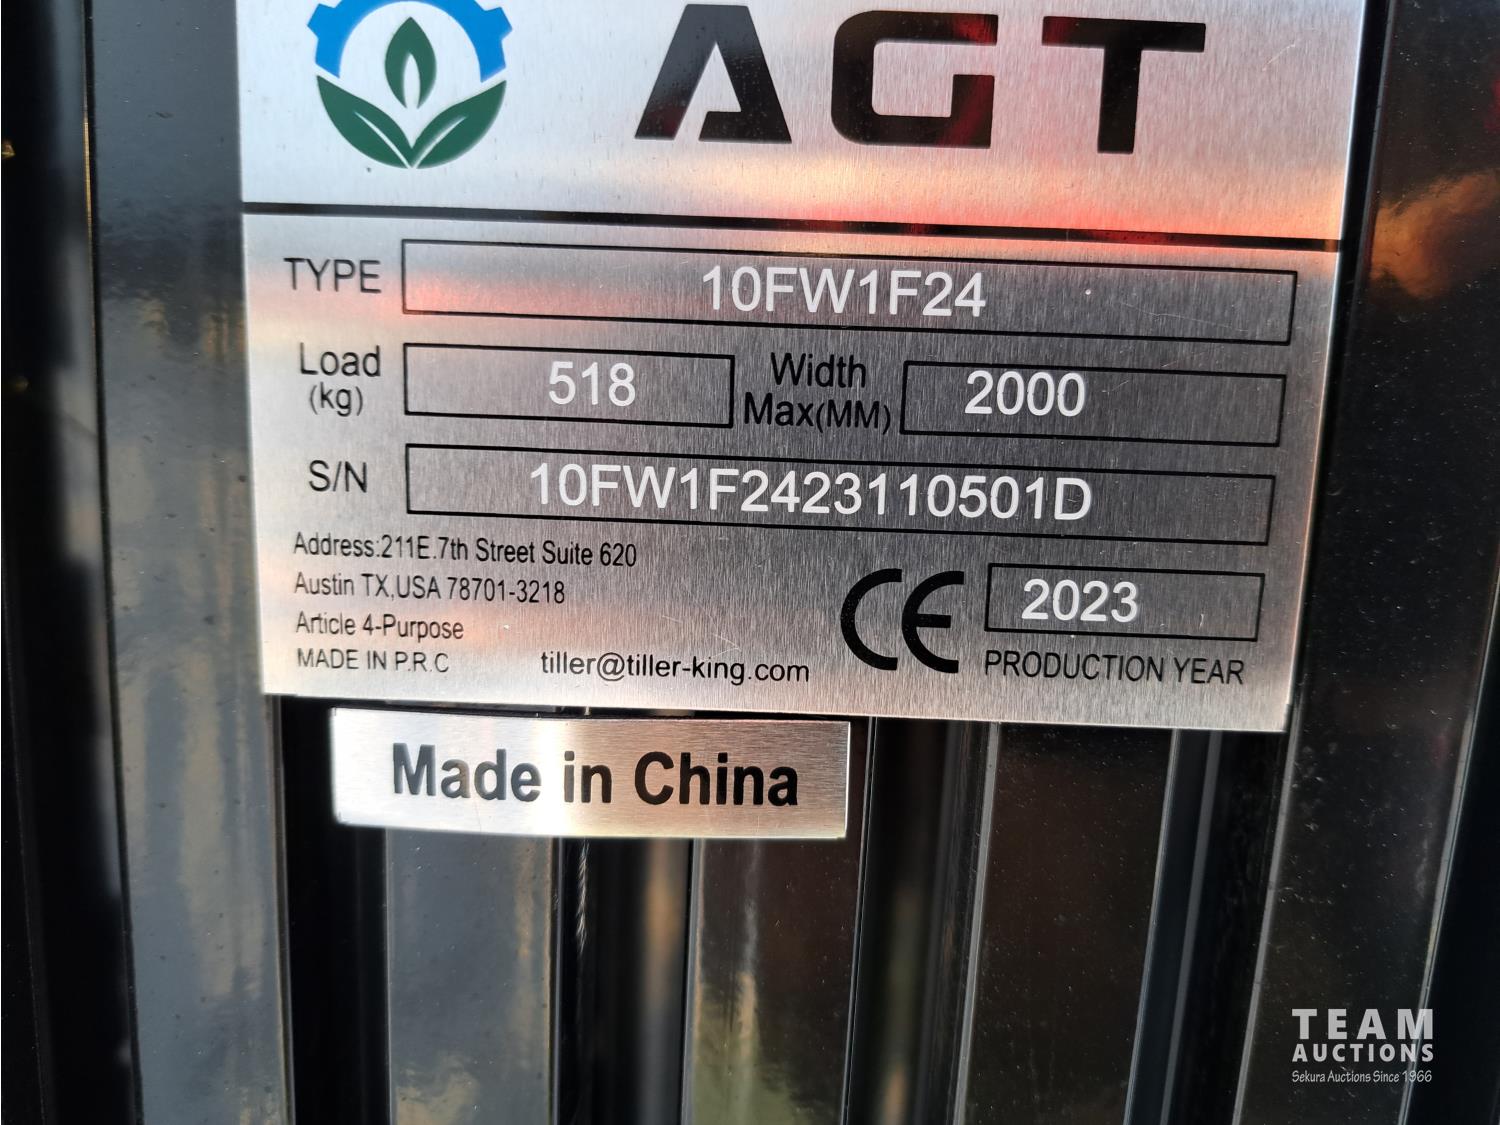 AGT
TYPE 10FW1F24
Load (kg) 518 Width Max(MM) 2000
S/N 10FW1F2423110501D
Address:211E.7th Street Suite 620
Austin TX,USA 78701-3218
Article 4-Purpose
MADE IN P.R.C tiller@tiller-king.com
CE 2023
PRODUCTION YEAR
Made in China
TEAM
AUCTIONS
Sekura Auctions Since 1966